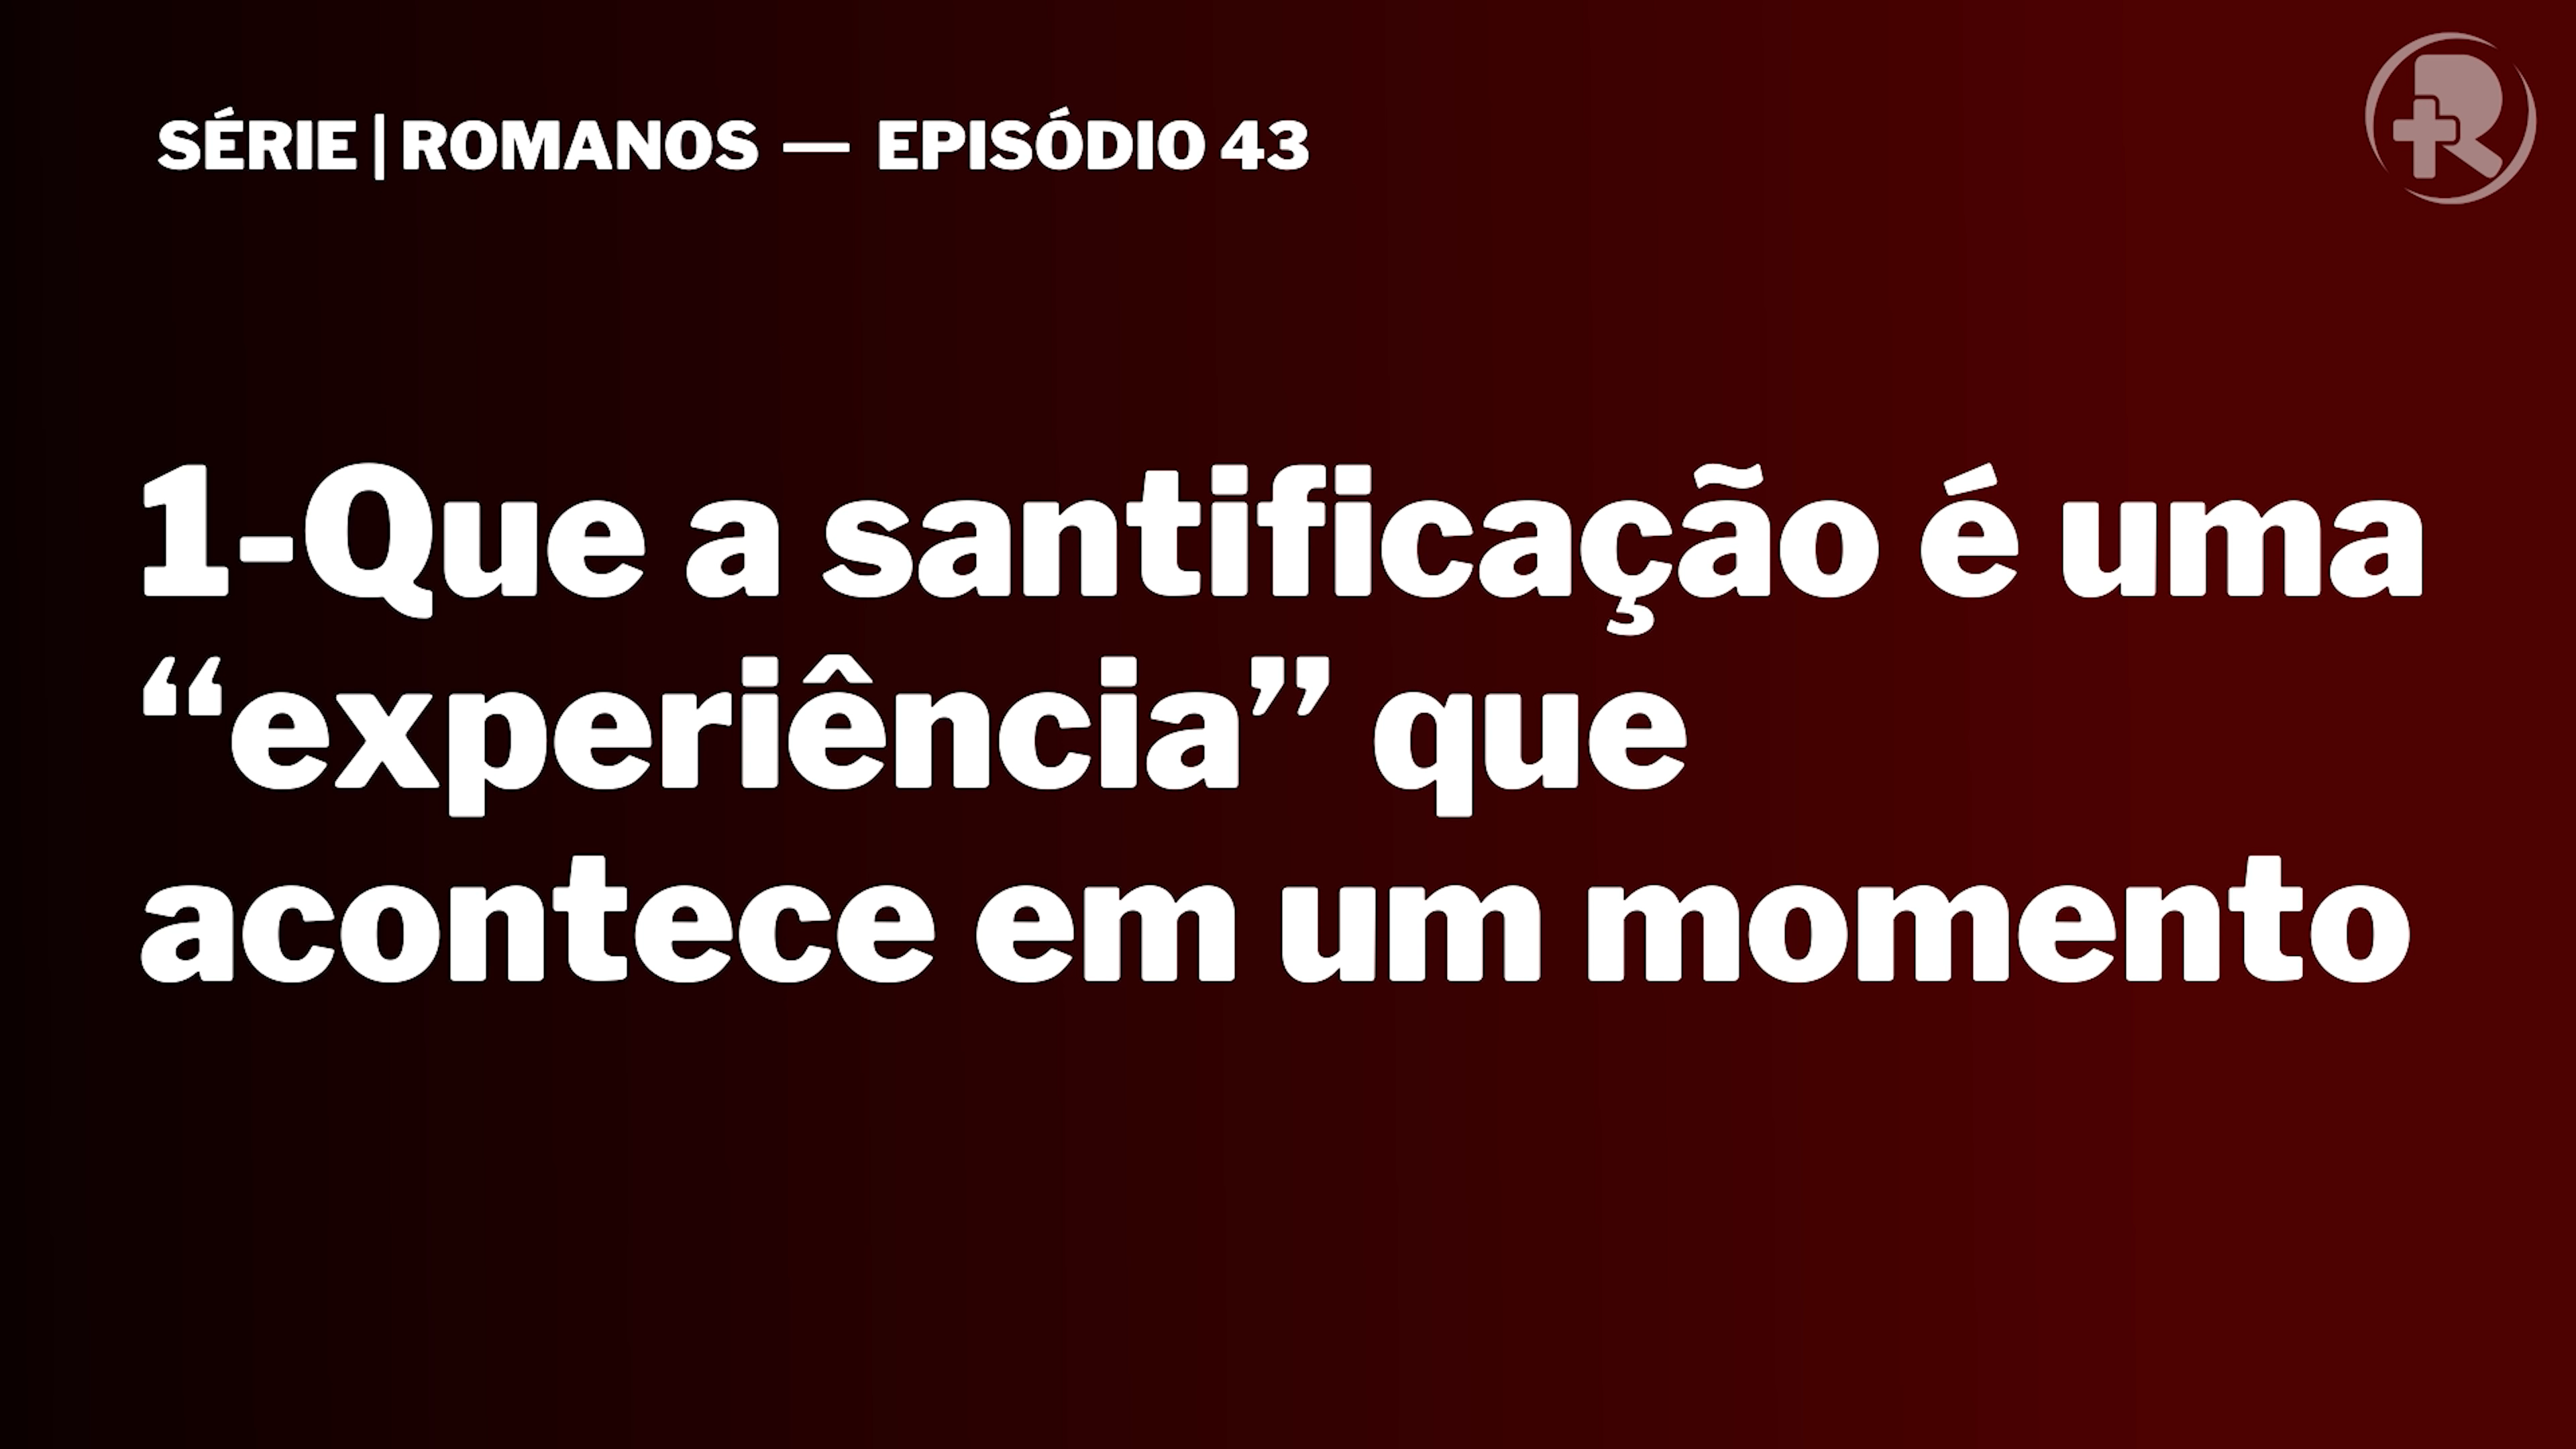 SÉRIE | ROMANOS — EPISÓDIO 43
R
1-Que a santificação é uma
“experiência” que
acontece em um momento